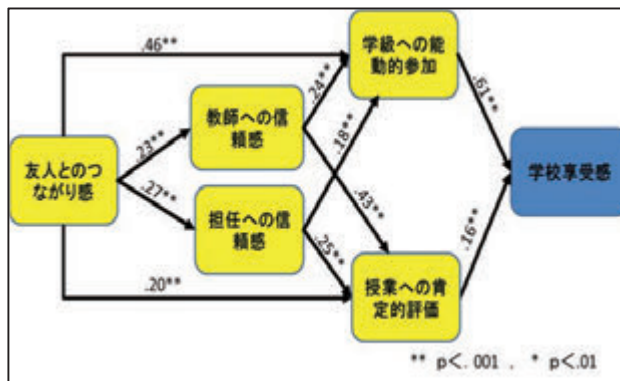 .46**
学級への能
動的参加
.24**
.61**
教師への信
頼感
.18**
.23**
友人とのつ
ながり感
学校享受感
.27**
担任への信
頼感
.43**
.16**
.25**
.20**
授業への肯
定的評価
** p<.001 , * p<.01